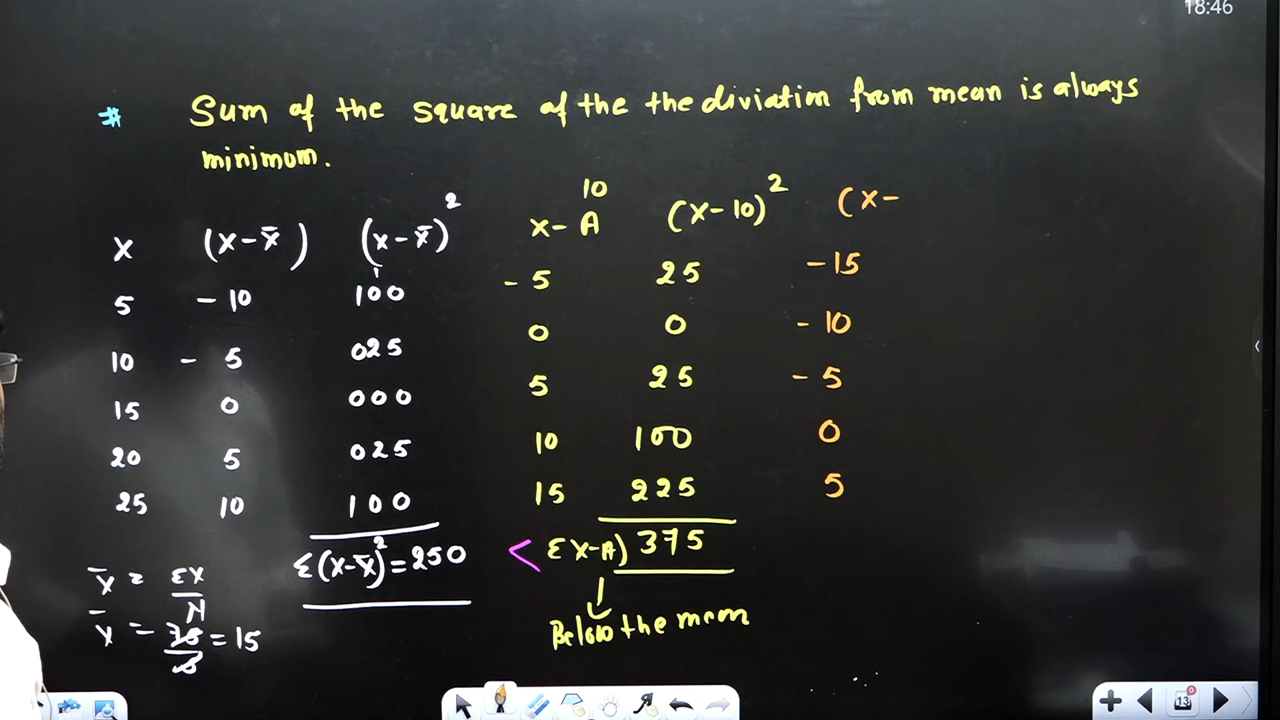 18:46
# Sum of the square of the the diviation from mean is always
minimum.
10
X (X-X̄) (x-x̄)² X-A (X-10)² (X-
5 -10 100 -5 25 -15
10 -5 025 0 0 -10
15 0 000 5 25 -5
20 5 025 10 100 0
25 10 100 15 225 5
Σ(X-X̄)²=250 < ΣX-A) 375
X̄ = ΣX/N
Below the mean
X̄ = 75/5 = 15
13